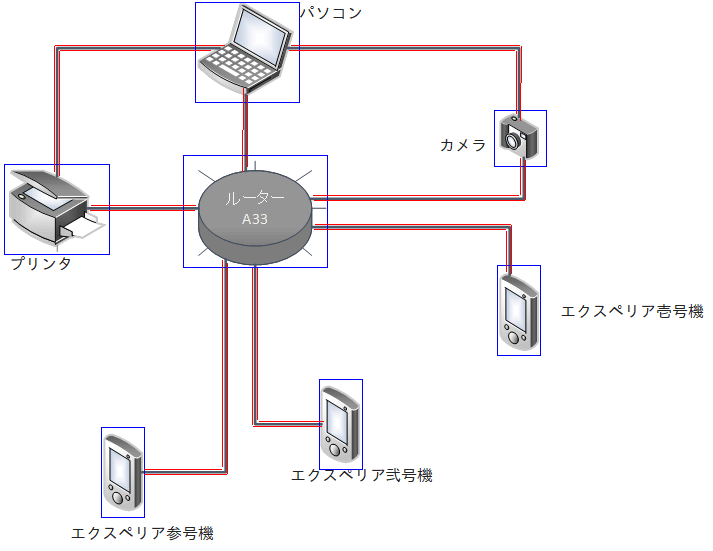 パソコン
カメラ
ルーター
A33
プリンタ
エクスペリア壱号機
エクスペリア弐号機
エクスペリア参号機